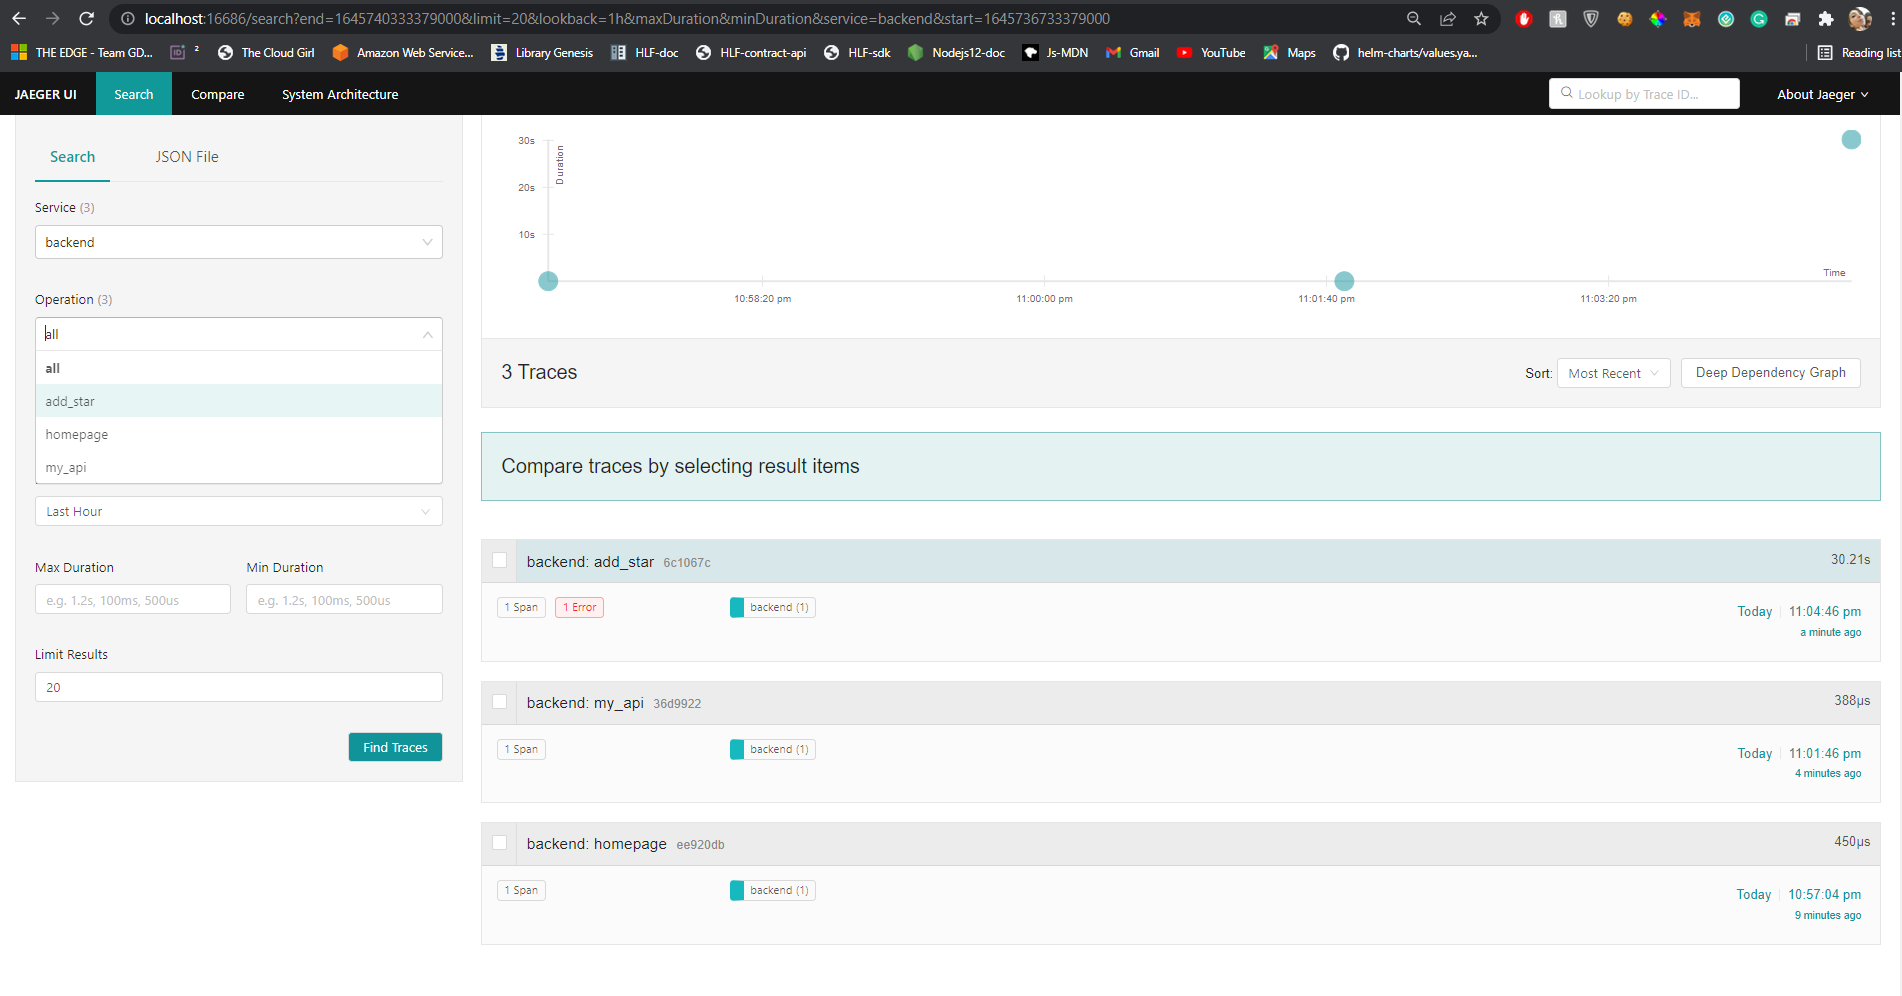 localhost:16686/search?end=1645740333379000&limit=20&lookback=1h&maxDuration&minDuration&service=backend&start=1645736733379000
THE EDGE - Team GD... 2 The Cloud Girl Amazon Web Service... Library Genesis HLF-doc HLF-contract-api HLF-sdk Nodejs12-doc Js-MDN Gmail YouTube Maps helm-charts/values.ya... Reading list
JAEGER UI Search Compare System Architecture Lookup by Trace ID... About Jaeger
Search JSON File
Service (3)
backend
Operation (3)
all
all
add_star
homepage
my_api
Last Hour
Max Duration Min Duration
e.g. 1.2s, 100ms, 500us e.g. 1.2s, 100ms, 500us
Limit Results
20
Find Traces
30s
20s
10s
Duration
Time
10:58:20 pm 11:00:00 pm 11:01:40 pm 11:03:20 pm
3 Traces
Sort: Most Recent Deep Dependency Graph
Compare traces by selecting result items
backend: add_star 6c1067c 30.21s
1 Span 1 Error backend (1) Today 11:04:46 pm
a minute ago
backend: my_api 36d9922 388μs
1 Span backend (1) Today 11:01:46 pm
4 minutes ago
backend: homepage ee920db 450μs
1 Span backend (1) Today 10:57:04 pm
9 minutes ago